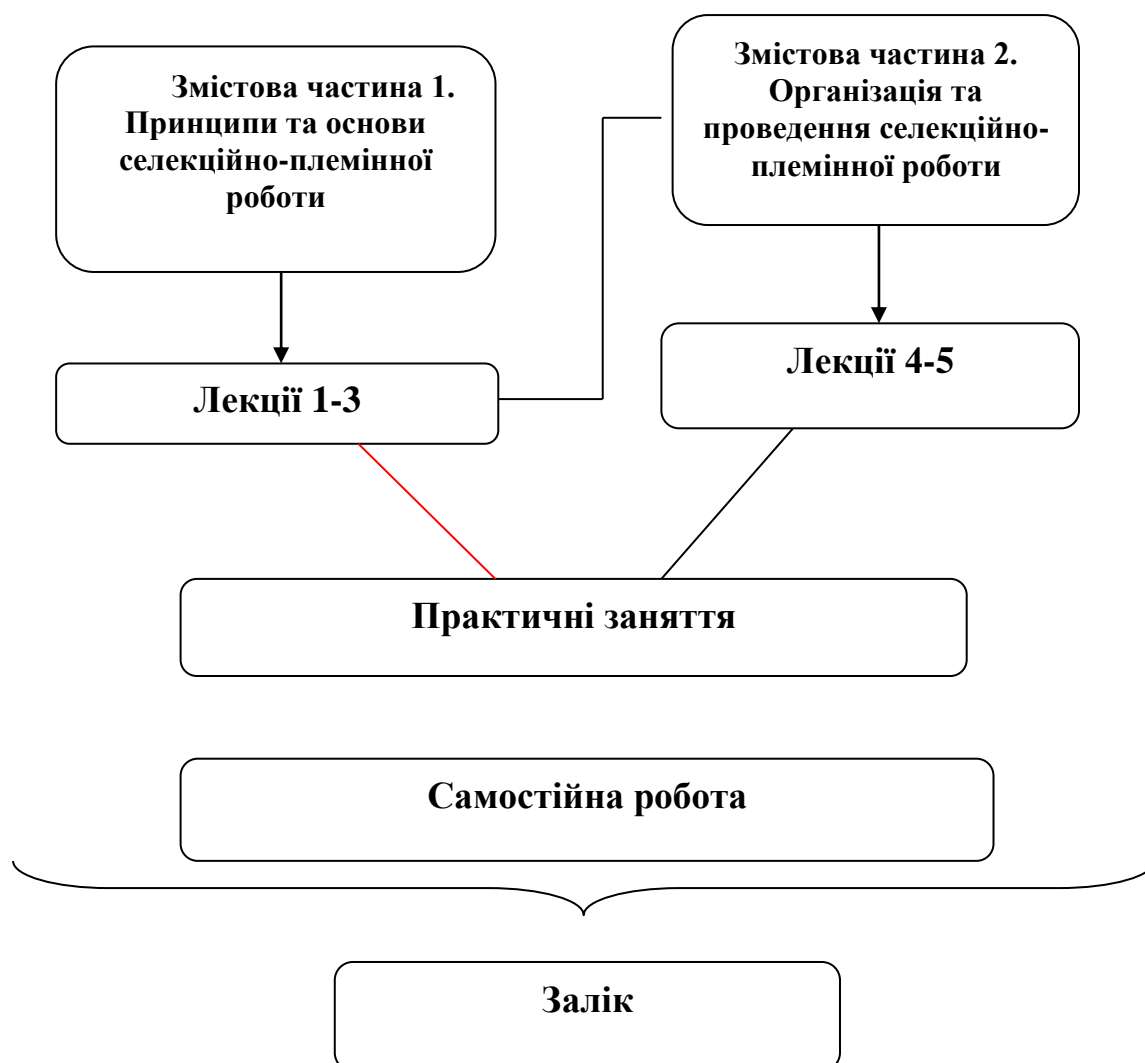 Змістова частина 1.
Принципи та основи
селекційно-племінної
роботи
Змістова частина 2.
Організація та
проведення селекційно-
племінної роботи
Лекції 1-3
Лекції 4-5
Практичні заняття
Самостійна робота
Залік